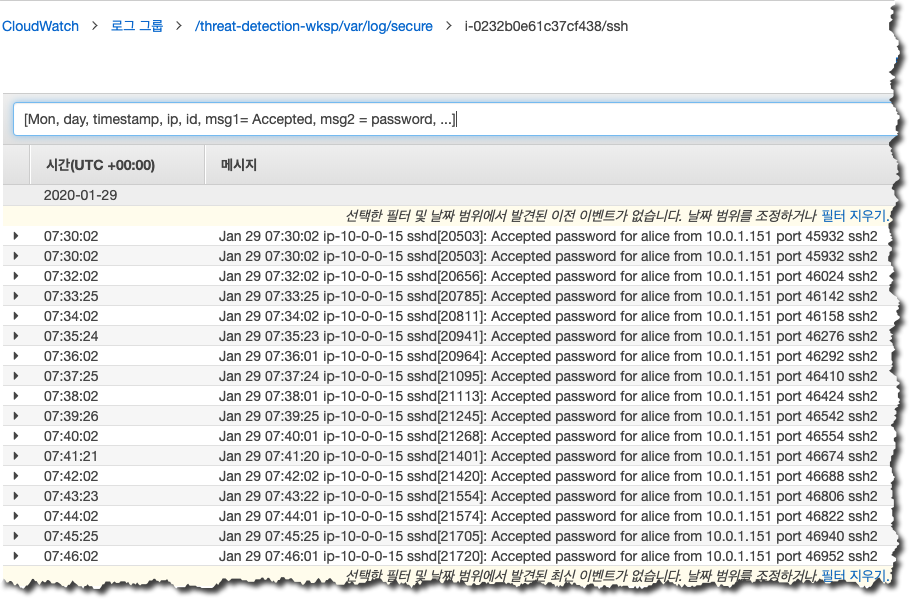 CloudWatch > 로그 그룹 > /threat-detection-wksp/var/log/secure > i-0232b0e61c37cf438/ssh
[Mon, day, timestamp, ip, id, msg1= Accepted, msg2 = password, ...]
시간(UTC +00:00) 메시지
2020-01-29
선택한 필터 및 날짜 범위에서 발견된 이전 이벤트가 없습니다. 날짜 범위를 조정하거나 필터 지우기.
07:30:02 Jan 29 07:30:02 ip-10-0-0-15 sshd[20503]: Accepted password for alice from 10.0.1.151 port 45932 ssh2
07:30:02 Jan 29 07:30:02 ip-10-0-0-15 sshd[20503]: Accepted password for alice from 10.0.1.151 port 45932 ssh2
07:32:02 Jan 29 07:32:02 ip-10-0-0-15 sshd[20656]: Accepted password for alice from 10.0.1.151 port 46024 ssh2
07:33:25 Jan 29 07:33:25 ip-10-0-0-15 sshd[20785]: Accepted password for alice from 10.0.1.151 port 46142 ssh2
07:34:02 Jan 29 07:34:02 ip-10-0-0-15 sshd[20811]: Accepted password for alice from 10.0.1.151 port 46158 ssh2
07:35:24 Jan 29 07:35:23 ip-10-0-0-15 sshd[20941]: Accepted password for alice from 10.0.1.151 port 46276 ssh2
07:36:02 Jan 29 07:36:01 ip-10-0-0-15 sshd[20964]: Accepted password for alice from 10.0.1.151 port 46292 ssh2
07:37:25 Jan 29 07:37:24 ip-10-0-0-15 sshd[21095]: Accepted password for alice from 10.0.1.151 port 46410 ssh2
07:38:02 Jan 29 07:38:01 ip-10-0-0-15 sshd[21113]: Accepted password for alice from 10.0.1.151 port 46424 ssh2
07:39:26 Jan 29 07:39:25 ip-10-0-0-15 sshd[21245]: Accepted password for alice from 10.0.1.151 port 46542 ssh2
07:40:02 Jan 29 07:40:01 ip-10-0-0-15 sshd[21268]: Accepted password for alice from 10.0.1.151 port 46554 ssh2
07:41:21 Jan 29 07:41:20 ip-10-0-0-15 sshd[21401]: Accepted password for alice from 10.0.1.151 port 46674 ssh2
07:42:02 Jan 29 07:42:02 ip-10-0-0-15 sshd[21420]: Accepted password for alice from 10.0.1.151 port 46688 ssh2
07:43:23 Jan 29 07:43:22 ip-10-0-0-15 sshd[21554]: Accepted password for alice from 10.0.1.151 port 46806 ssh2
07:44:02 Jan 29 07:44:01 ip-10-0-0-15 sshd[21574]: Accepted password for alice from 10.0.1.151 port 46822 ssh2
07:45:25 Jan 29 07:45:25 ip-10-0-0-15 sshd[21705]: Accepted password for alice from 10.0.1.151 port 46940 ssh2
07:46:02 Jan 29 07:46:01 ip-10-0-0-15 sshd[21720]: Accepted password for alice from 10.0.1.151 port 46952 ssh2
선택한 필터 및 날짜 범위에서 발견된 최신 이벤트가 없습니다. 날짜 범위를 조정하거나 필터 지우기.